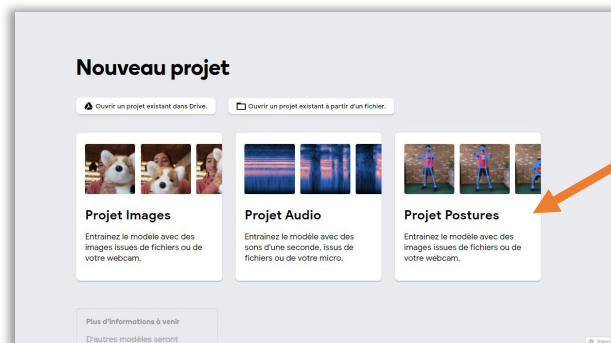 Nouveau projet
Ouvrir un projet existant dans Drive.
Ouvrir un projet existant à partir d'un fichier.
Projet Images
Entraînez le modèle avec des
images issues de fichiers ou de
votre webcam.
Projet Audio
Entraînez le modèle avec des
sons d'une seconde, issus de
fichiers ou de votre micro.
Projet Postures
Entraînez le modèle avec des
images issues de fichiers ou de
votre webcam.
Plus d'informations à venir
D'autres modèles seront